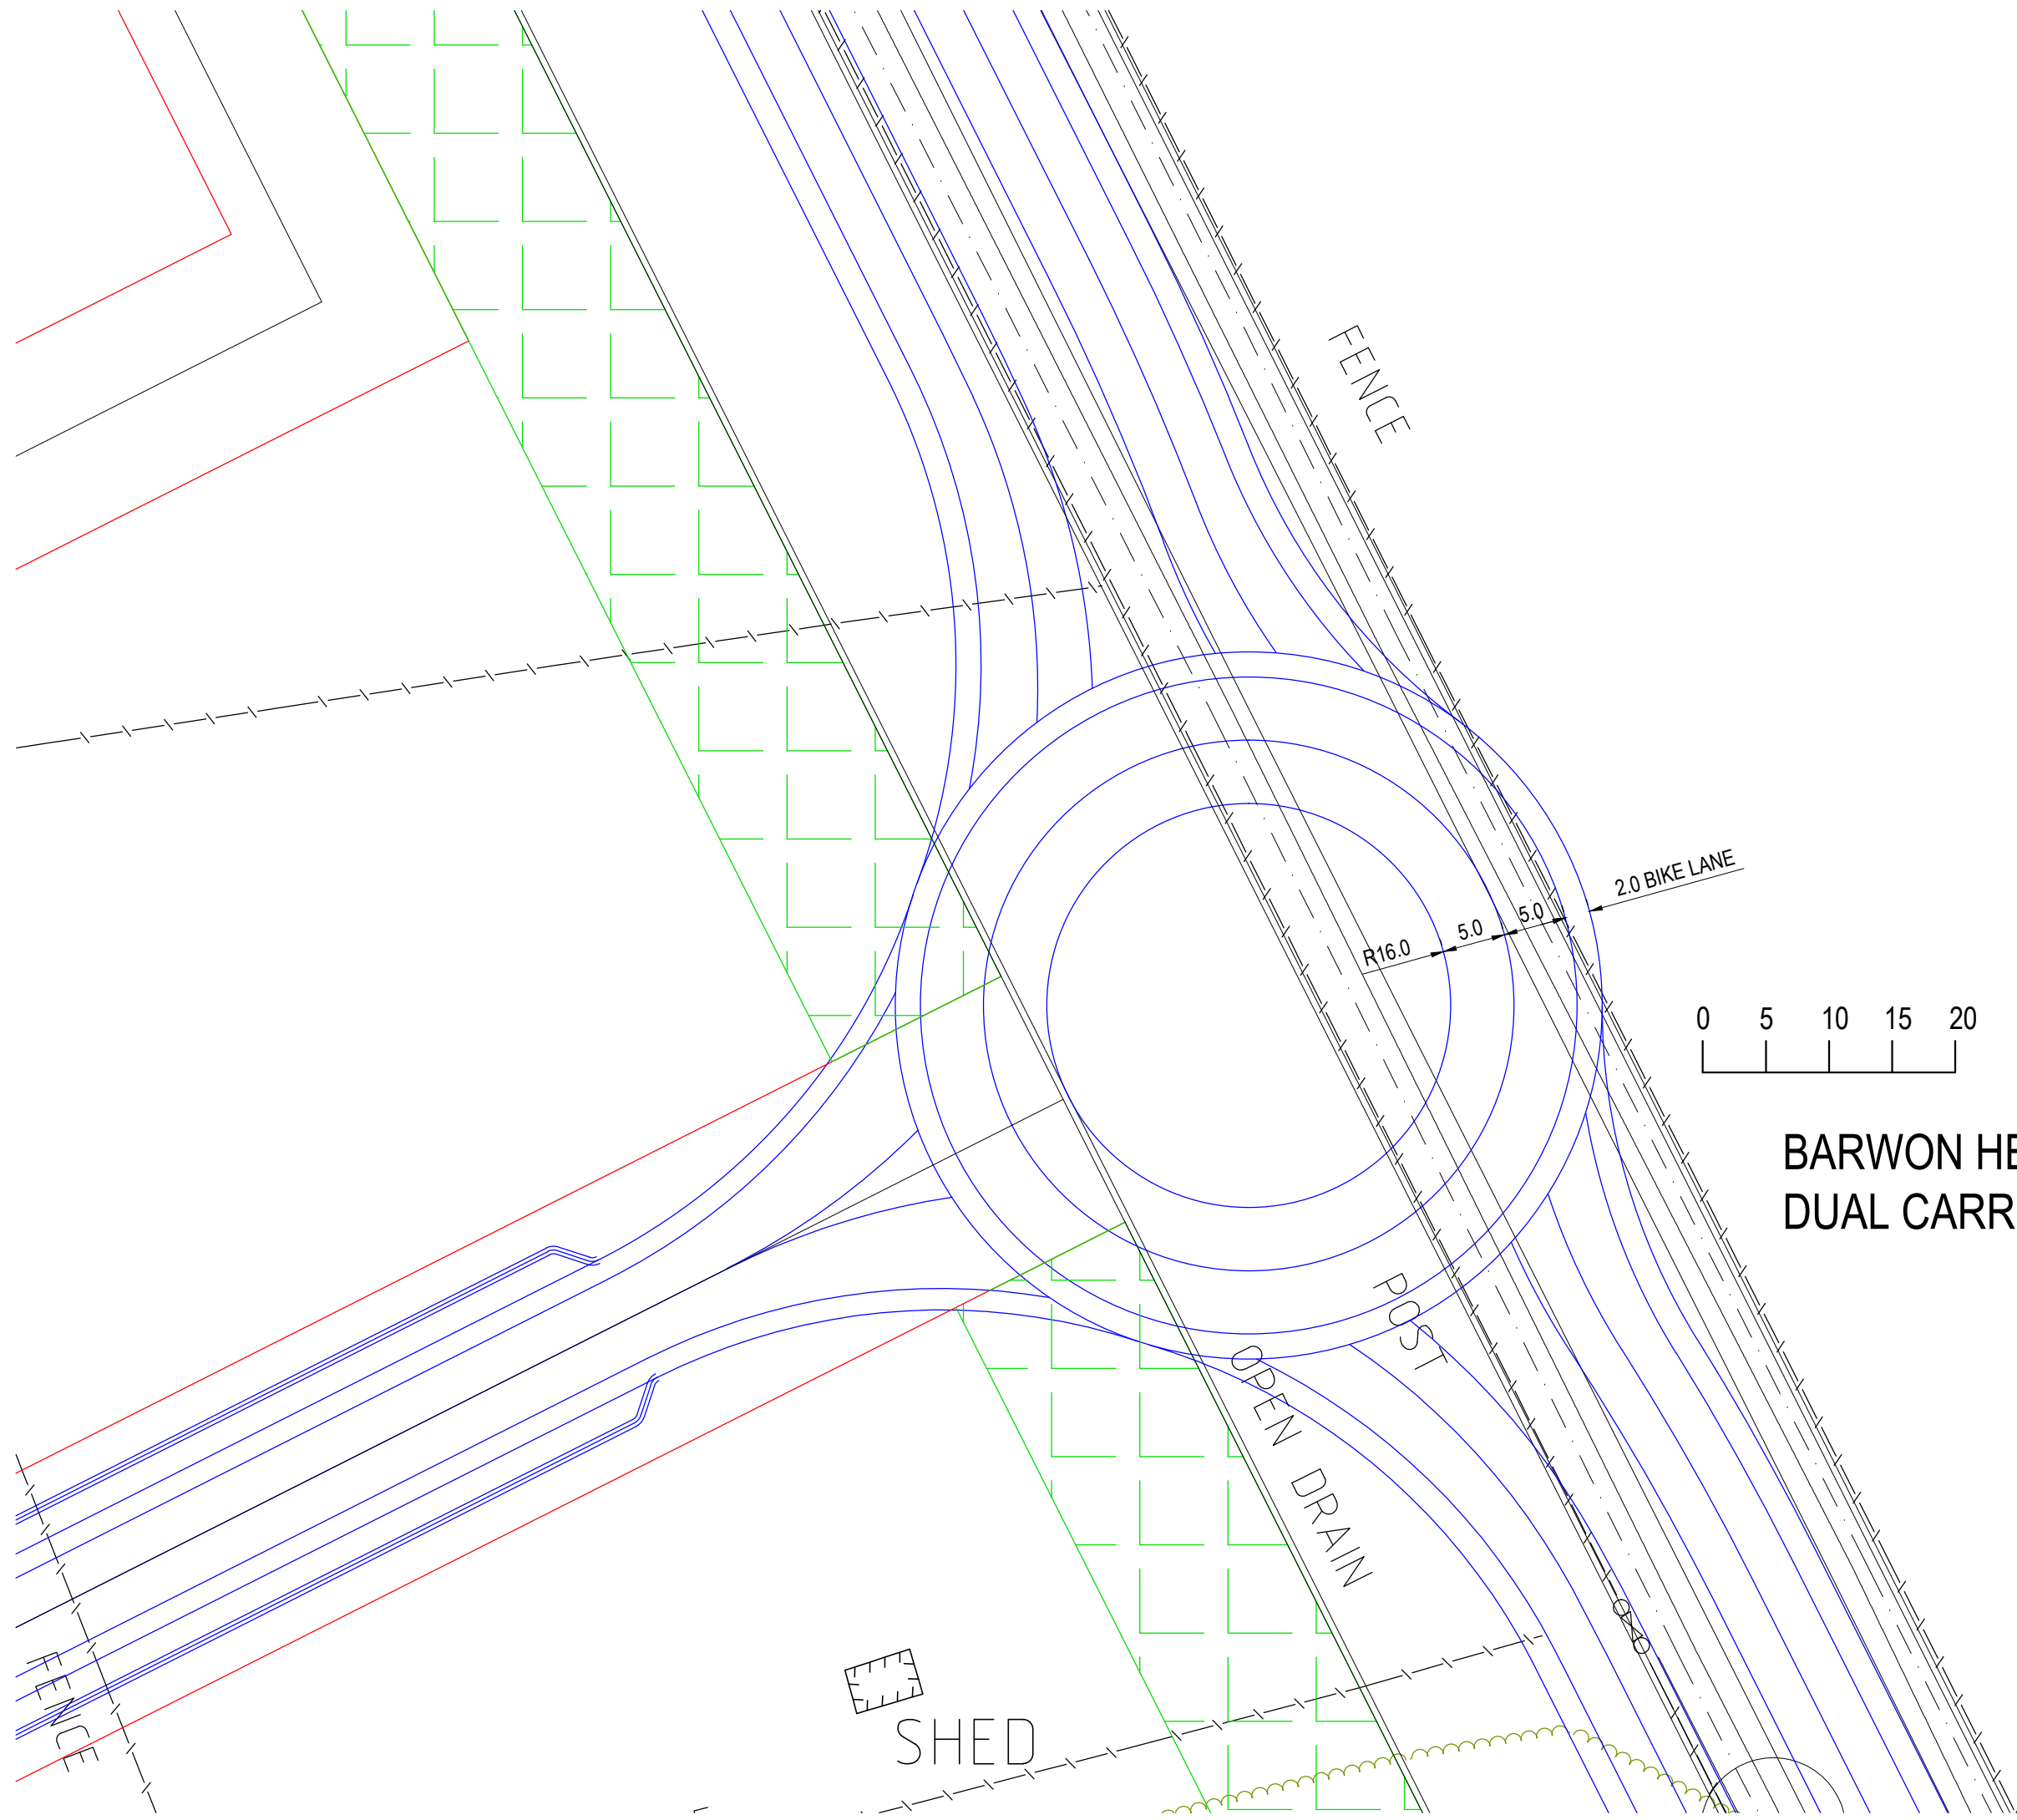 FENCE
2.0 BIKE LANE
5.0
5.0
R16.0
0 5 10 15 20
BARWON HE
DUAL CARR
POST
OPEN DRAIN
FENCE
SHED